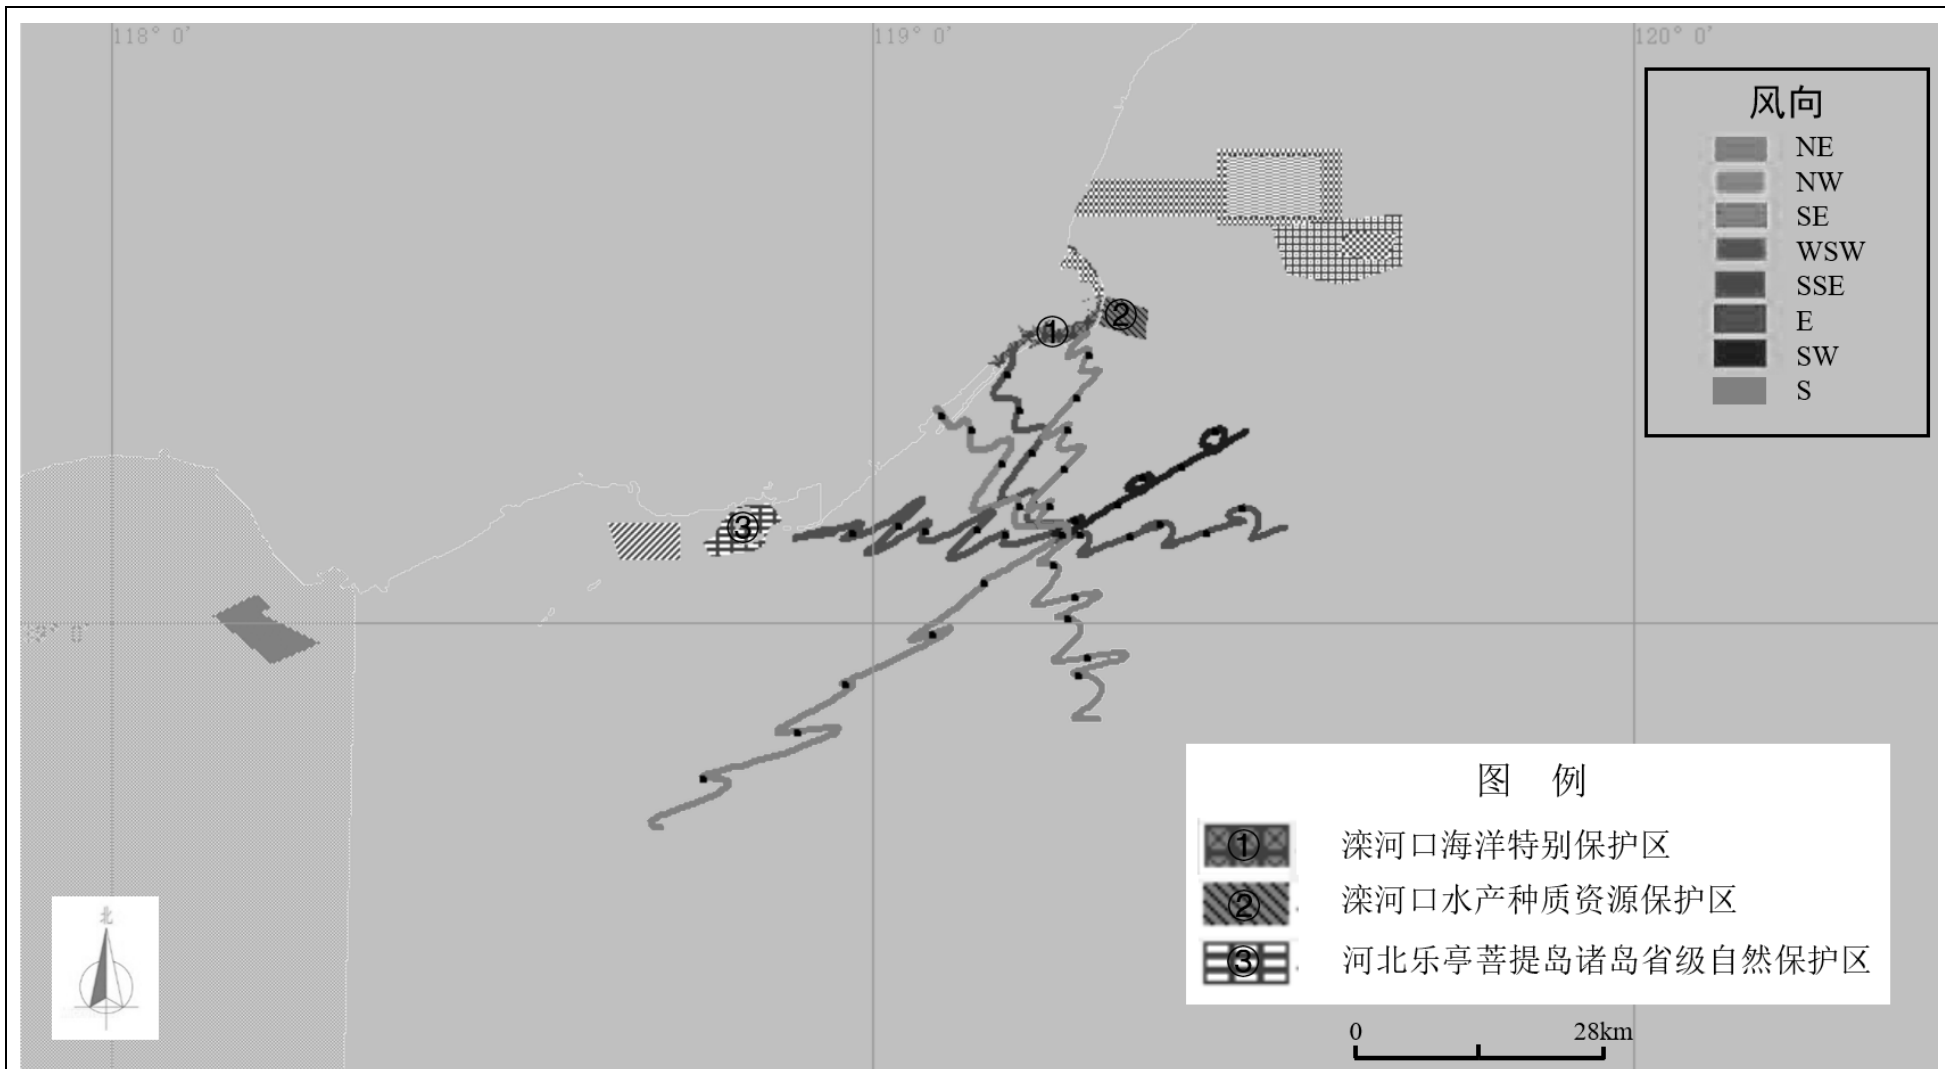 118° 0'
119° 0'
120° 0'
风向
NE
NW
SE
WSW
SSE
E
SW
S
②
①
③
39° 0'
图 例
① 滦河口海洋特别保护区
② 滦河口水产种质资源保护区
③ 河北乐亭菩提岛诸岛省级自然保护区
北
0 28km